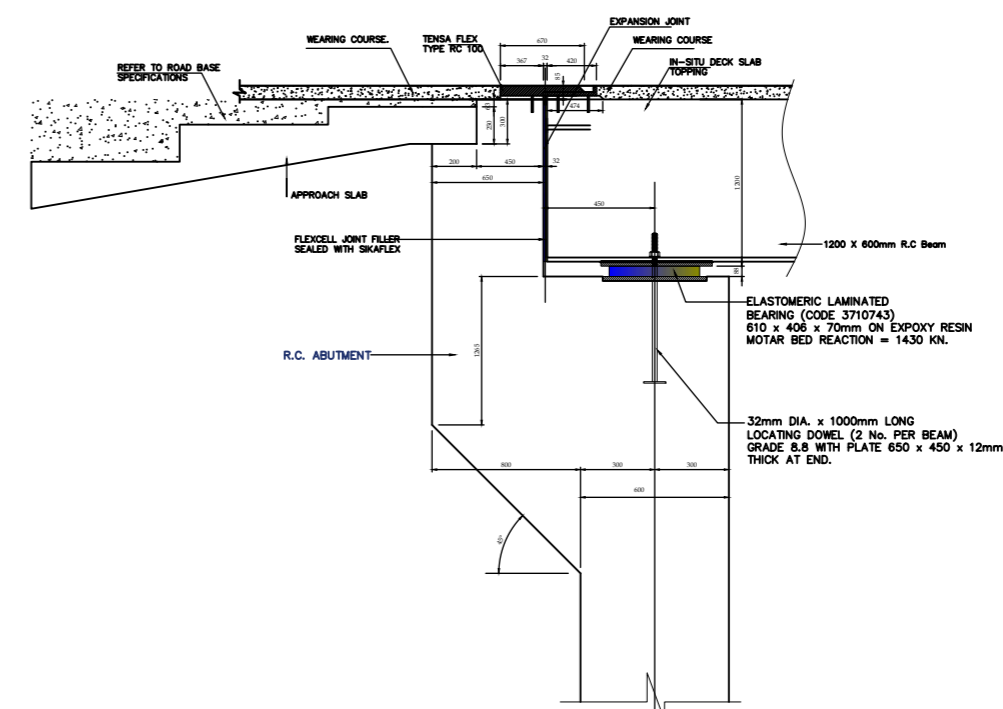 EXPANSION JOINT
WEARING COURSE.
TENSA FLEX
TYPE RC 100
670
WEARING COURSE
367
32
420
85
IN-SITU DECK SLAB
TOPPING
REFER TO ROAD BASE
SPECIFICATIONS
474
250
300
200
450
32
650
1200
APPROACH SLAB
450
FLEXCELL JOINT FILLER
SEALED WITH SIKAFLEX
1200 X 600mm R.C Beam
88
ELASTOMERIC LAMINATED
BEARING (CODE 3710743)
610 x 406 x 70mm ON EXPOXY RESIN
MOTAR BED REACTION = 1430 KN.
R.C. ABUTMENT
1265
32mm DIA. x 1000mm LONG
LOCATING DOWEL (2 No. PER BEAM)
GRADE 8.8 WITH PLATE 650 x 450 x 12mm
THICK AT END.
800
300
300
600